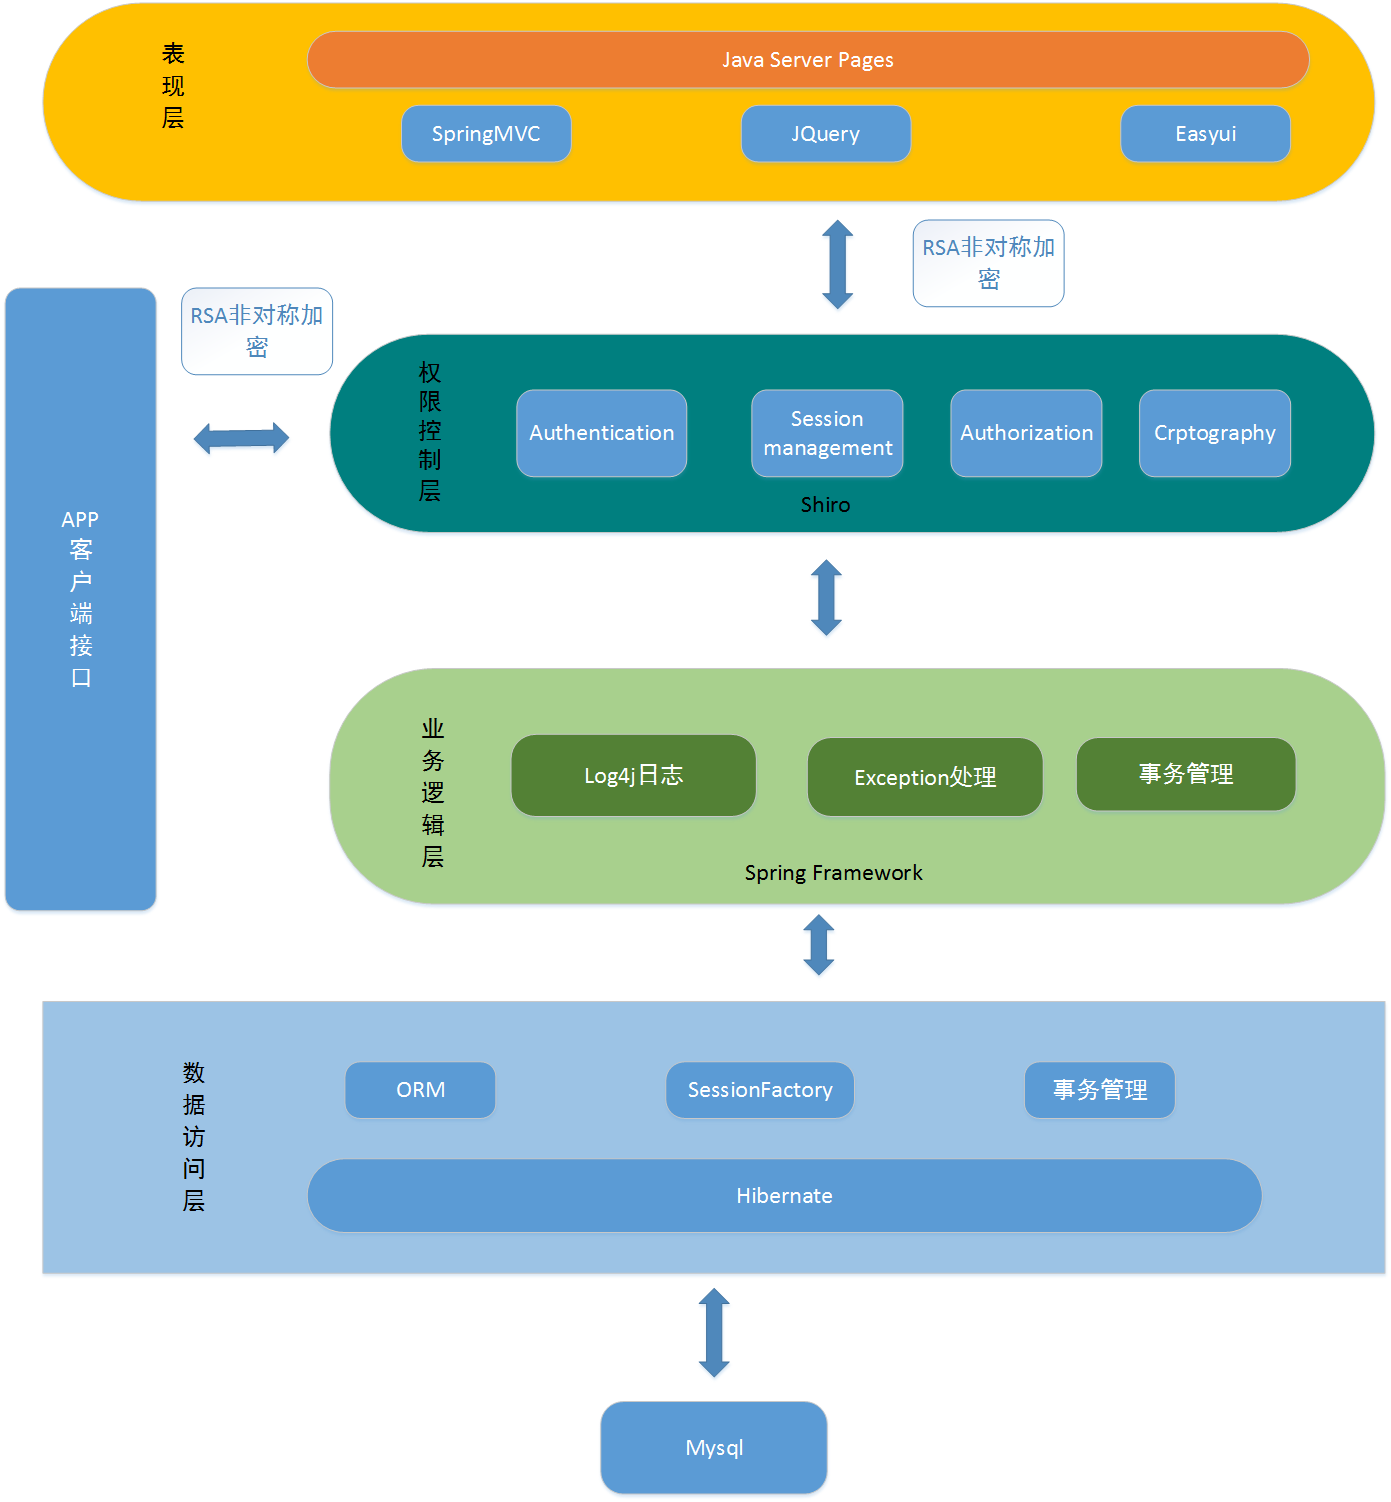 表
现
层
Java Server Pages
SpringMVC
JQuery
Easyui
RSA非对称加
密
RSA非对称加
密
APP
客
户
端
接
口
权
限
控
制
层
Authentication
Session
management
Authorization
Crptography
Shiro
业
务
逻
辑
层
Log4j日志
Exception处理
事务管理
Spring Framework
数
据
访
问
层
ORM
SessionFactory
事务管理
Hibernate
Mysql